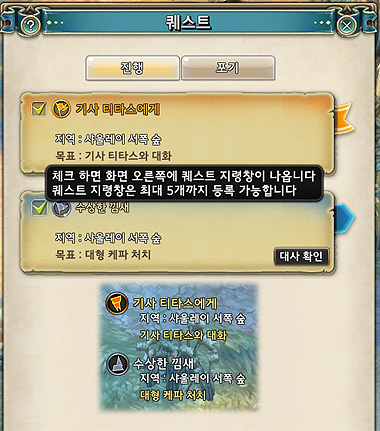 퀘스트
진행
포기
기사 티타스에게
지역 : 샤울레이 서쪽 숲
목표 : 기사 티타스와 대화
체크 하면 화면 오른쪽에 퀘스트 지령창이 나옵니다
퀘스트 지령창은 최대 5개까지 등록 가능합니다
수상한 낌새
지역 : 샤울레이 서쪽 숲
목표 : 대형 케파 처치
대사 확인
기사 티타스에게
지역 : 샤울레이 서쪽 숲
기사 티타스와 대화
수상한 낌새
지역 : 샤울레이 서쪽 숲
대형 케파 처치